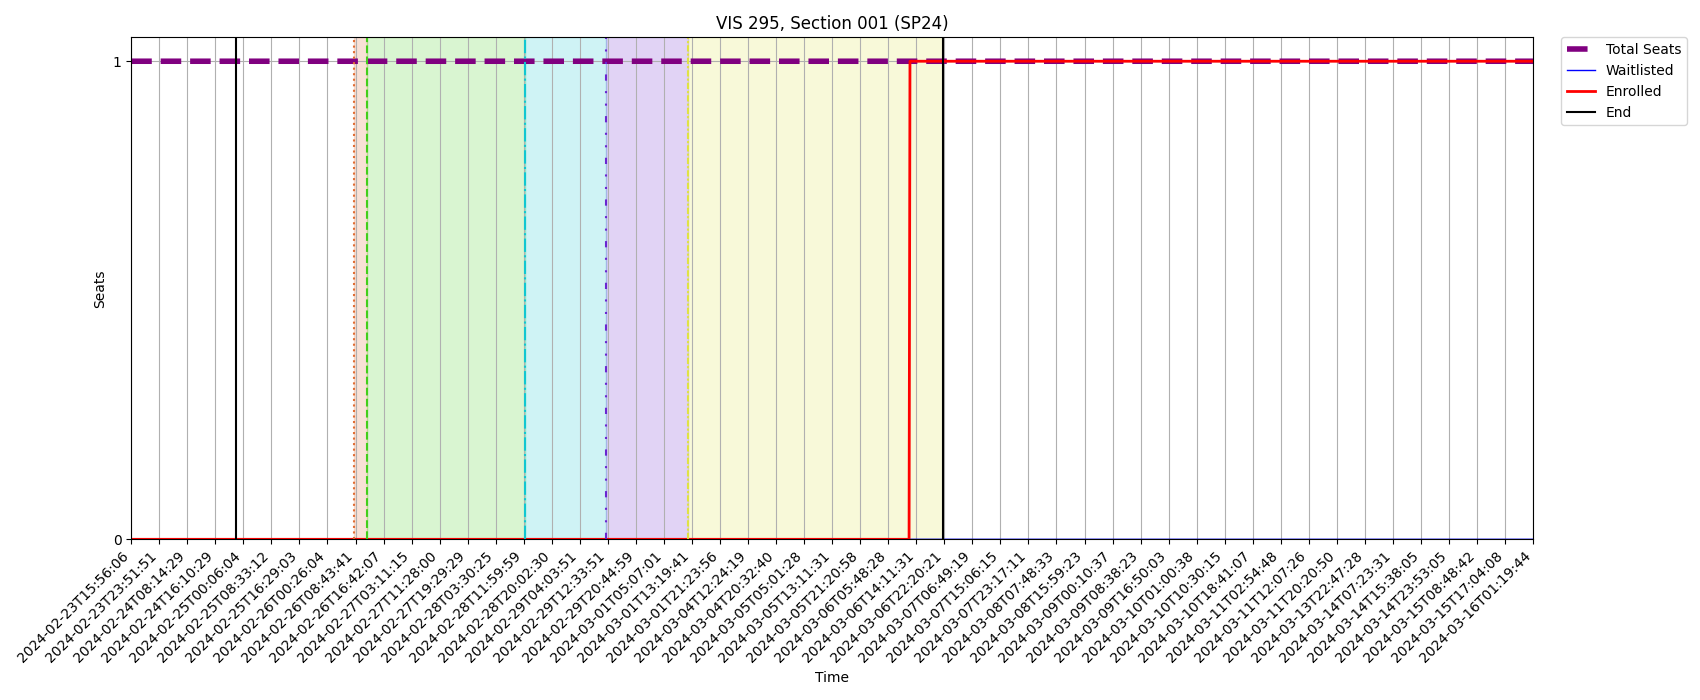 VIS 295, Section 001 (SP24)
Total Seats
Waitlisted
Enrolled
End
1
0
Seats
2024-02-23T15:56:06
2024-02-23T23:51:51
2024-02-24T08:14:29
2024-02-24T16:10:29
2024-02-25T00:06:04
2024-02-25T08:33:12
2024-02-25T16:29:03
2024-02-26T00:26:04
2024-02-26T08:43:41
2024-02-26T16:42:07
2024-02-27T03:11:15
2024-02-27T11:28:00
2024-02-27T19:29:29
2024-02-28T03:30:25
2024-02-28T11:59:59
2024-02-28T20:02:30
2024-02-29T04:03:51
2024-02-29T12:33:51
2024-02-29T20:44:59
2024-03-01T05:07:01
2024-03-01T13:19:41
2024-03-01T21:23:56
2024-03-04T12:24:19
2024-03-04T20:32:40
2024-03-05T05:01:28
2024-03-05T13:11:31
2024-03-05T21:20:58
2024-03-06T05:48:28
2024-03-06T14:11:31
2024-03-06T22:20:21
2024-03-07T06:49:19
2024-03-07T15:06:15
2024-03-07T23:17:11
2024-03-08T07:48:33
2024-03-08T15:59:23
2024-03-09T00:10:37
2024-03-09T08:38:23
2024-03-09T16:50:03
2024-03-10T01:00:38
2024-03-10T10:30:15
2024-03-10T18:41:07
2024-03-11T02:54:48
2024-03-11T12:07:26
2024-03-11T20:20:50
2024-03-13T22:47:28
2024-03-14T07:23:31
2024-03-14T15:38:05
2024-03-14T23:53:05
2024-03-15T08:48:42
2024-03-15T17:04:08
2024-03-16T01:19:44
Time